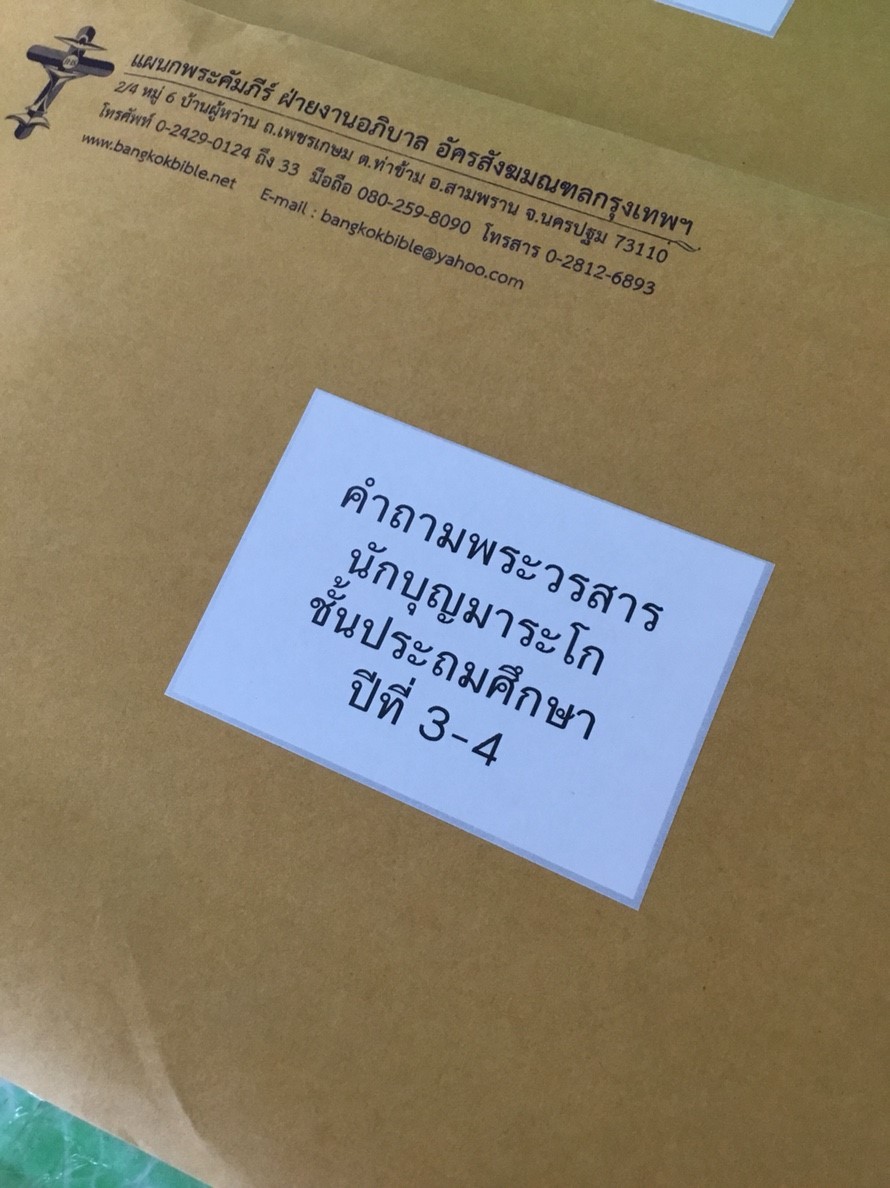 แผนกพระคัมภีร์ ฝ่ายงานอภิบาล อัครสังฆมณฑลกรุงเทพฯ
2/4 หมู่ 6 บ้านผู้หว่าน ถ.เพชรเกษม ต.ท่าข้าม อ.สามพราน จ.นครปฐม 73110
โทรศัพท์ 0-2429-0124 ถึง 33 มือถือ 080-259-8090 โทรสาร 0-2812-6893
www.bangkokbible.net E-mail : bangkokbible@yahoo.com
คำถามพระวรสาร
นักบุญมาระโก
ชั้นประถมศึกษา
ปีที่ 3-4